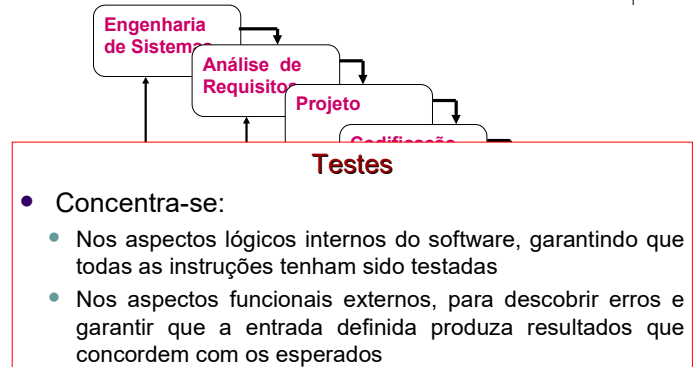 Engenharia
de Sistemas
Análise de
Requisitos
Projeto
Codificação
Testes
Concentra-se:
Nos aspectos lógicos internos do software, garantindo que
todas as instruções tenham sido testadas
Nos aspectos funcionais externos, para descobrir erros e
garantir que a entrada definida produza resultados que
concordem com os esperados